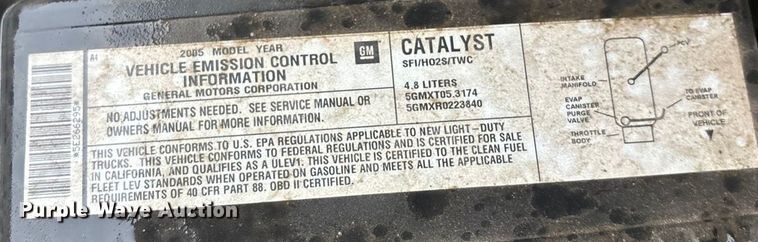 A1
2005 MODEL YEAR
VEHICLE EMISSION CONTROL
INFORMATION
GENERAL MOTORS CORPORATION
GM
CATALYST
SFI/HO2S/TWC
4.8 LITERS
5GMXT05.3174
5GMXR0223840
NO ADJUSTMENTS NEEDED. SEE SERVICE MANUAL OR
OWNERS MANUAL FOR MORE INFORMATION.
THIS VEHICLE CONFORMS TO U.S. EPA REGULATIONS APPLICABLE TO NEW LIGHT-DUTY
TRUCKS. THIS VEHICLE CONFORMS TO FEDERAL REGULATIONS AND IS CERTIFIED FOR SALE
IN CALIFORNIA, AND QUALIFIES AS A ULEV1. THIS VEHICLE IS CERTIFIED TO THE CLEAN FUEL
FLEET LEV STANDARDS WHEN OPERATED ON GASOLINE AND MEETS ALL THE APPLICABLE
REQUIREMENTS OF 40 CFR PART 88. OBD II CERTIFIED.
PCV
INTAKE
MANIFOLD
EVAP
CANISTER
PURGE
VALVE
THROTTLE
BODY
TO EVAP
CANISTER
FRONT OF
VEHICLE
*5E266295*
Purple Wave Auction